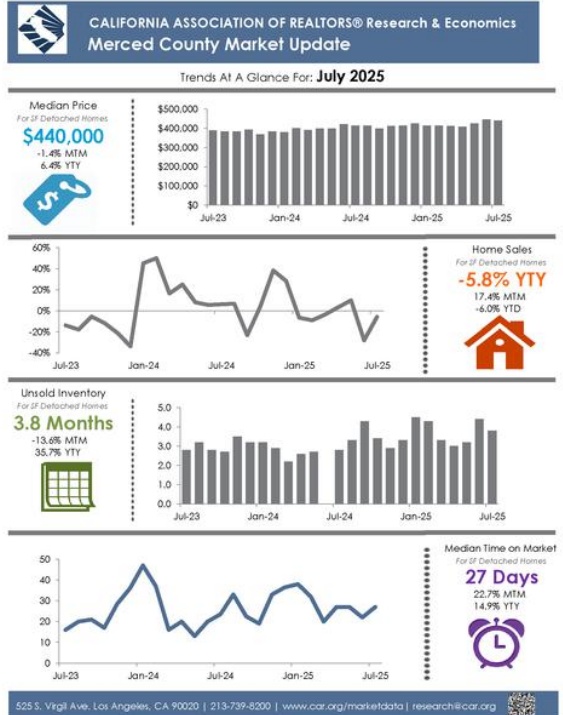 CALIFORNIA ASSOCIATION OF REALTORS® Research & Economics
Merced County Market Update
Trends At A Glance For: July 2025
Median Price
For SF Detached Homes
$440,000
-1.4% MTM
6.4% YTY
$500,000
$400,000
$300,000
$200,000
$100,000
$0
Jul-23 Jan-24 Jul-24 Jan-25 Jul-25
60%
40%
20%
0%
-20%
-40%
Jul-23 Jan-24 Jul-24 Jan-25 Jul-25
Home Sales
For SF Detached Homes
-5.8% YTY
17.4% MTM
-6.0% YTD
Unsold Inventory
For SF Detached Homes
3.8 Months
-13.6% MTM
35.7% YTY
5.0
4.0
3.0
2.0
1.0
0.0
Jul-23 Jan-24 Jul-24 Jan-25 Jul-25
50
40
30
20
10
0
Jul-23 Jan-24 Jul-24 Jan-25 Jul-25
Median Time on Market
For SF Detached Homes
27 Days
22.7% MTM
14.9% YTY
525 S. Virgil Ave. Los Angeles, CA 90020 | 213-739-8200 | www.car.org/marketdata | research@car.org